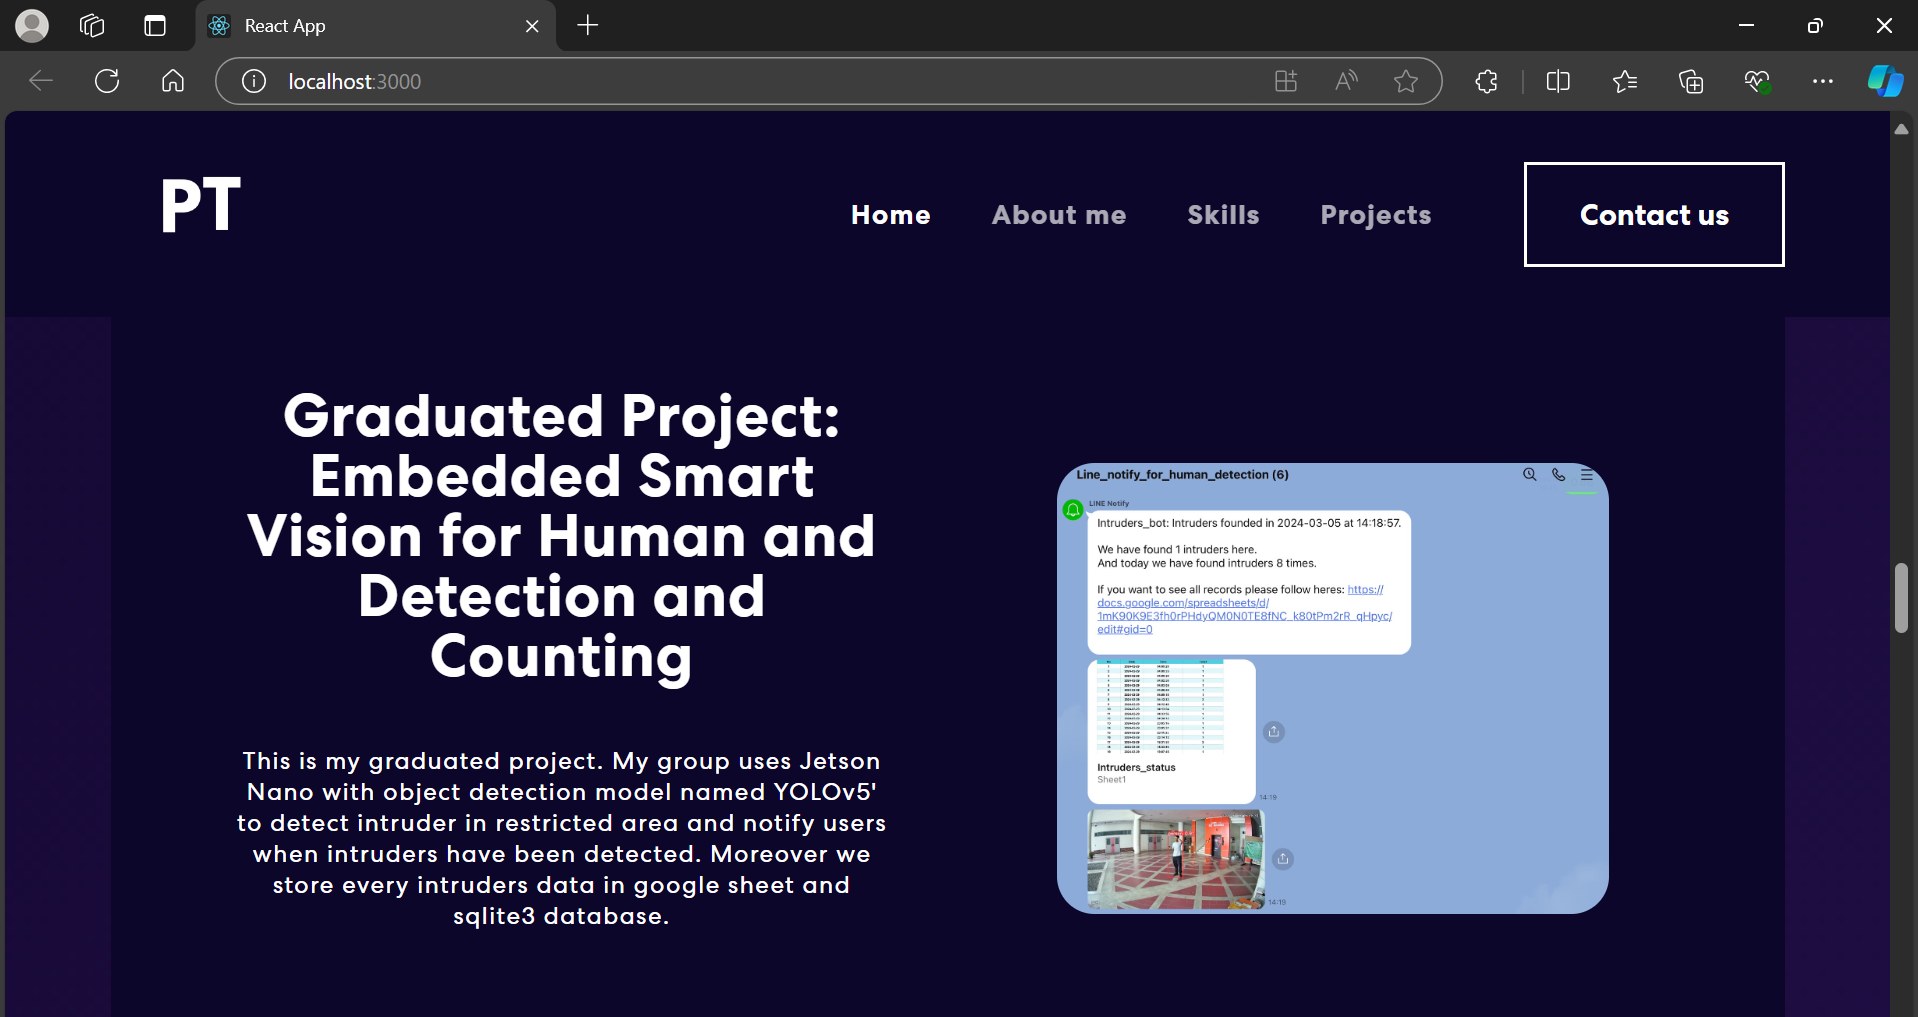 React App
localhost:3000
PT
Home
About me
Skills
Projects
Contact us
Graduated Project:
Embedded Smart
Vision for Human and
Detection and
Counting
This is my graduated project. My group uses Jetson
Nano with object detection model named YOLOv5'
to detect intruder in restricted area and notify users
when intruders have been detected. Moreover we
store every intruders data in google sheet and
sqlite3 database.
Line_notify_for_human_detection (6)
LINE Notify
Intruders_bot: Intruders founded in 2024-03-05 at 14:18:57.
We have found 1 intruders here.
And today we have found intruders 8 times.
If you want to see all records please follow heres: https://
docs.google.com/spreadsheets/d/
1mK90K9E3fh0rPHdyQM0N0TE8fNC_k80tPm2rR_qHpyc/
edit#gid=0
Intruders_status
Sheet1
14:19
14:19